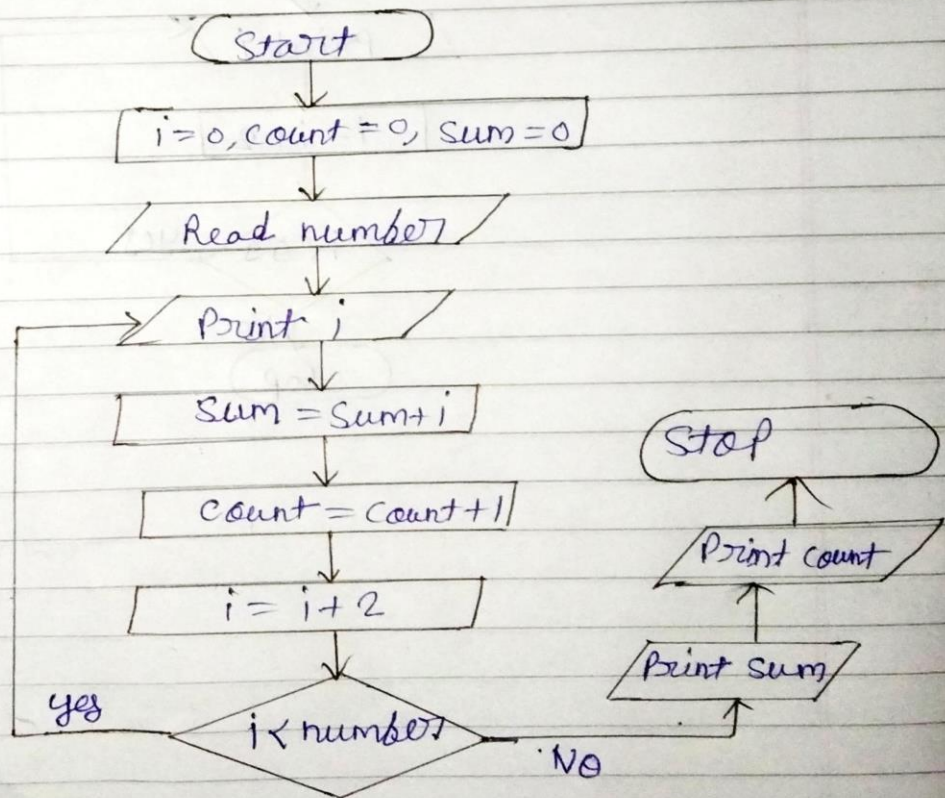 Start
i=0, count=0, sum=0
Read number
Print i
sum = sum+i
count = count+1
i = i+2
i < number
yes
No
Print sum
Print count
Stop